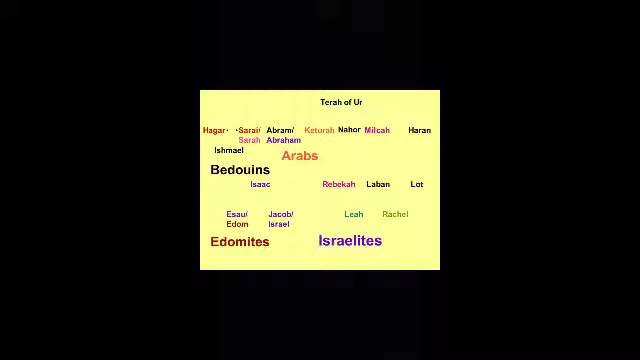 Terah of Ur
Hagar· ·Sarai/ Abram/ Keturah Nahor Milcah Haran
Sarah Abraham
Ishmael
Arabs
Bedouins
Isaac Rebekah Laban Lot
Esau/ Jacob/ Leah Rachel
Edom Israel
Edomites Israelites